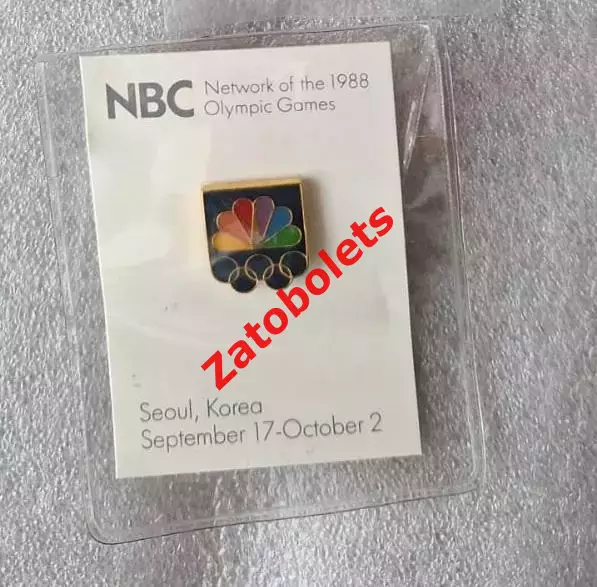 NBC Network of the 1988
Olympic Games
Zatobolets
Seoul, Korea
September 17-October 2